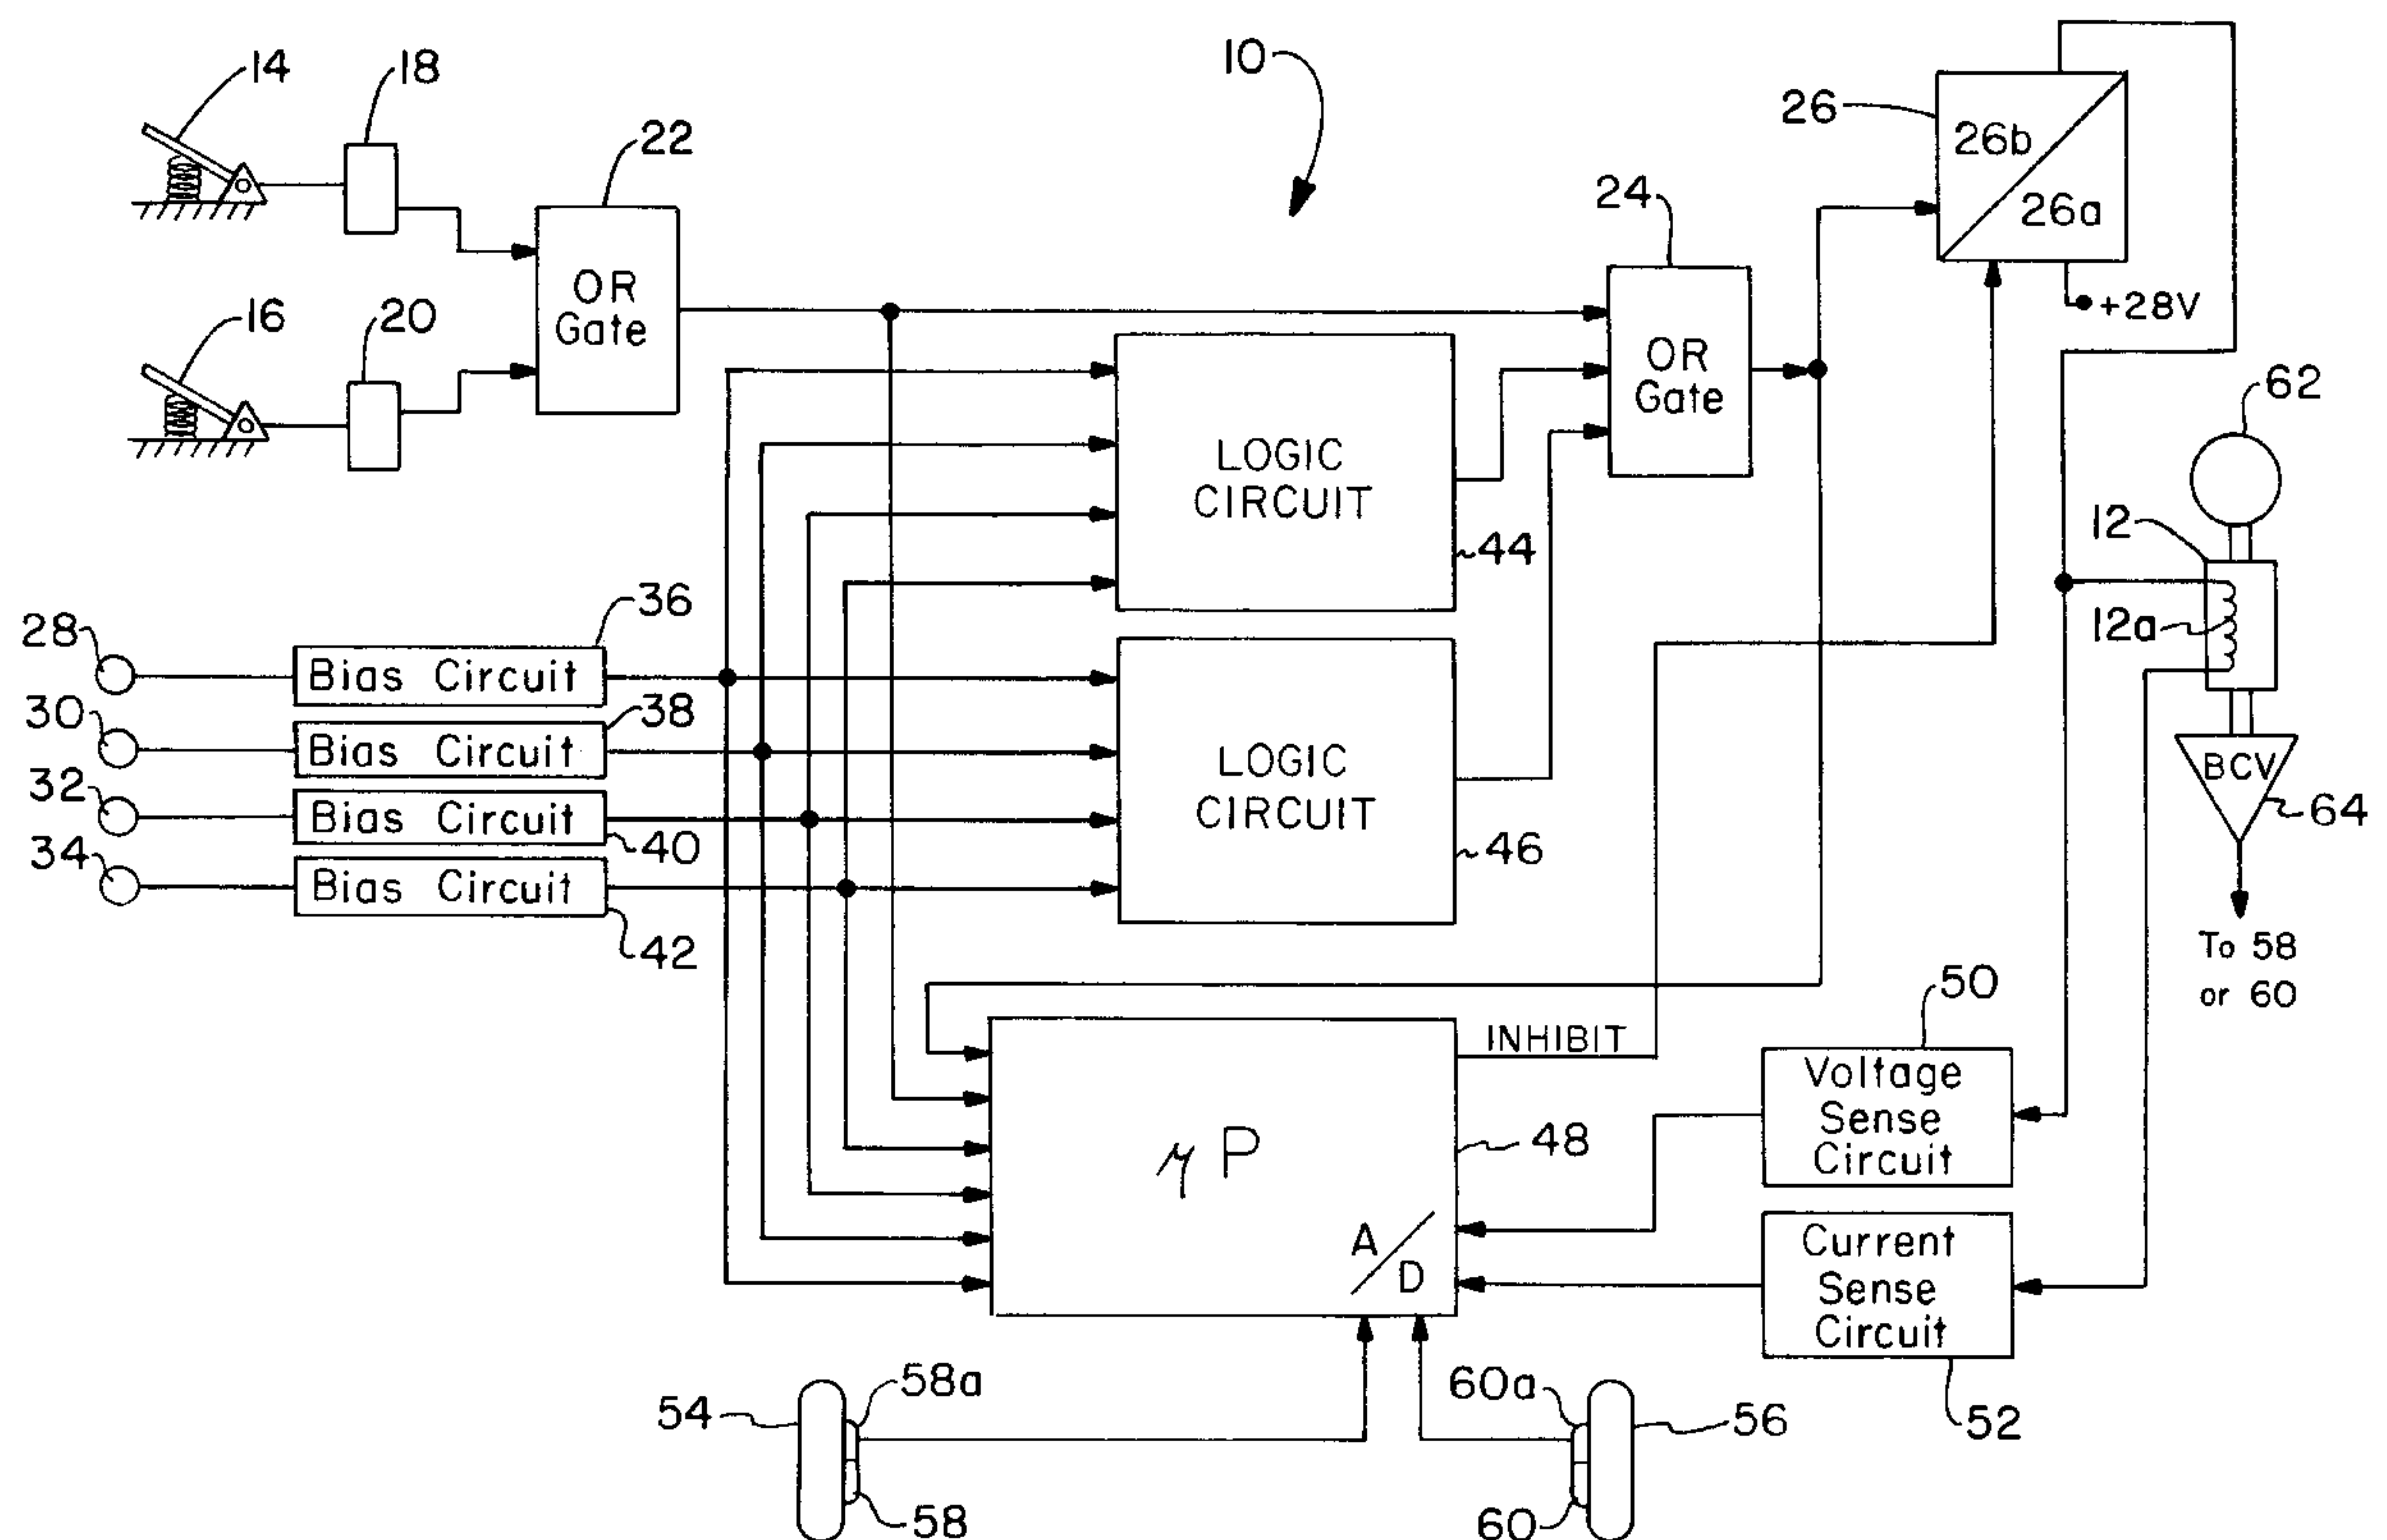 10
14
18
22
OR
Gate
16
20
24
OR
Gate
26
26b
26a
+28V
62
12
12a
BCV
64
To 58
or 60
LOGIC
CIRCUIT
44
28
Bias Circuit
36
30
Bias Circuit
38
32
Bias Circuit
40
34
Bias Circuit
42
LOGIC
CIRCUIT
46
μP
A/D
48
INHIBIT
50
Voltage
Sense
Circuit
Current
Sense
Circuit
52
54
58a
58
60a
60
56